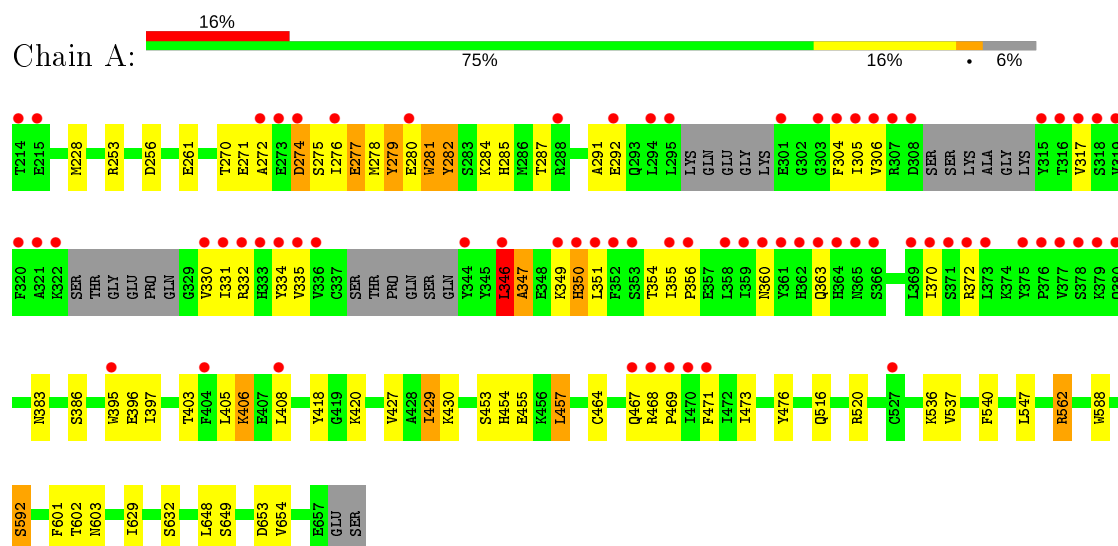 16%
Chain A:
75% 16% • 6%
T214 E215 M228 R253 D256 E261 T270 E271 A272 E273 D274 S275 I276 E277 M278 Y279 E280 W281 Y282 S283 K284 H285 M286 T287 R288 A291 E292 Q293 L294 L295 LYS GLN GLU GLY LYS E301 G302 G303 F304 I305 V306 R307 D308 SER SER LYS ALA GLY LYS Y315 T316 V317 S318 V319
F320 A321 K322 SER THR GLY GLU PRO GLN G329 V330 I331 R332 H333 Y334 V335 V336 C337 SER THR PRO GLN SER GLN Y344 Y345 L346 A347 E348 K349 H350 L351 F352 S353 T354 I355 P356 E357 L358 I359 N360 Y361 H362 Q363 H364 N365 S366 L369 I370 S371 R372 L373 K374 Y375 P376 V377 S378 K379 Q380
N383 S386 W395 E396 I397 T403 F404 L405 K406 E407 L408 Y418 G419 K420 V427 A428 I429 K430 S453 H454 E455 K456 L457 C464 Q467 R468 P469 I470 F471 I472 I473 Y476 Q516 R520 C527 K536 V537 F540 L547 R562 W588
S592 F601 T602 N603 I629 S632 L648 S649 D653 V654 E657 GLU SER